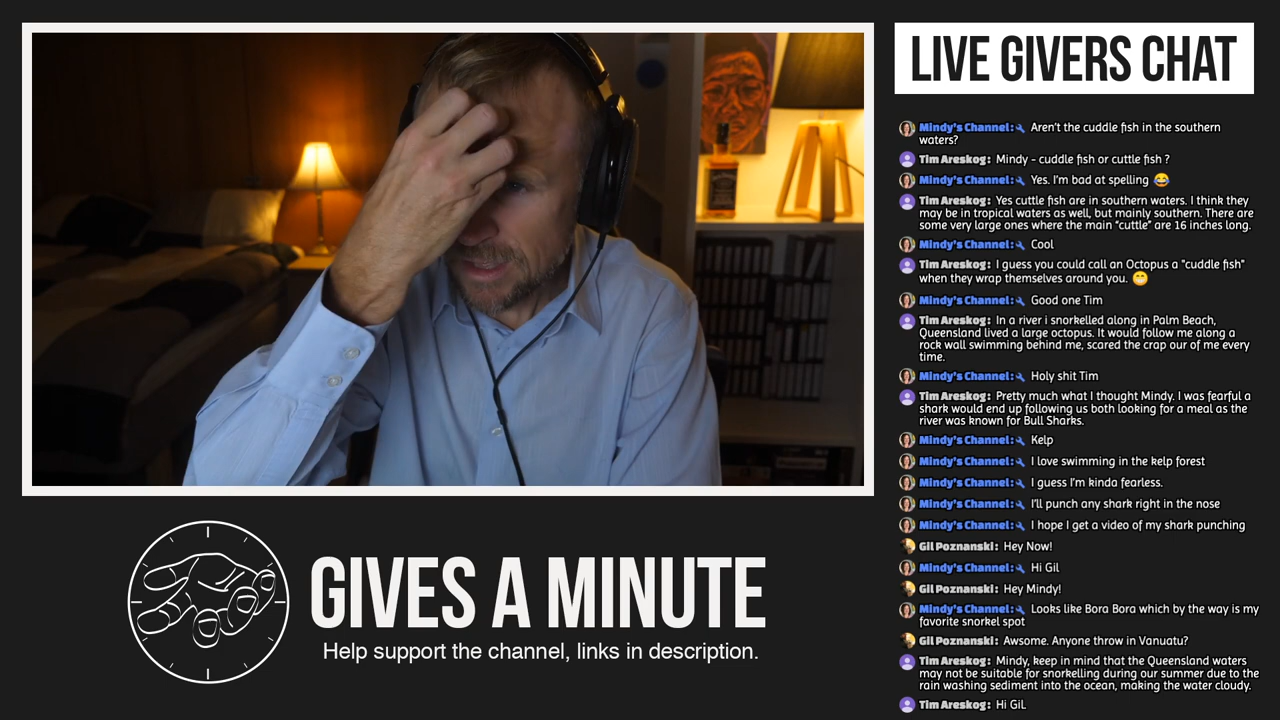 LIVE GIVERS CHAT
Mindy's Channel: Aren't the cuddle fish in the southern
waters?
Tim Areskog: Mindy - cuddle fish or cuttle fish ?
Mindy's Channel: Yes. I'm bad at spelling 😂
Tim Areskog: Yes cuttle fish are in southern waters. I think they
may be in tropical waters as well, but mainly southern. There are
some very large ones where the main "cuttle" are 16 inches long.
Mindy's Channel: Cool
Tim Areskog: I guess you could call an Octopus a "cuddle fish"
when they wrap themselves around you. 😁
Mindy's Channel: Good one Tim
Tim Areskog: In a river i snorkelled along in Palm Beach,
Queensland lived a large octopus. It would follow me along a
rock wall swimming behind me, scared the crap our of me every
time.
Mindy's Channel: Holy shit Tim
Tim Areskog: Pretty much what I thought Mindy. I was fearful a
shark would end up following us both looking for a meal as the
river was known for Bull Sharks.
Mindy's Channel: Kelp
Mindy's Channel: I love swimming in the kelp forest
Mindy's Channel: I guess I'm kinda fearless.
Mindy's Channel: I'll punch any shark right in the nose
Mindy's Channel: I hope I get a video of my shark punching
Gil Poznanski: Hey Now!
Mindy's Channel: Hi Gil
Gil Poznanski: Hey Mindy!
Mindy's Channel: Looks like Bora Bora which by the way is my
favorite snorkel spot
Gil Poznanski: Awsome. Anyone throw in Vanuatu?
Tim Areskog: Mindy, keep in mind that the Queensland waters
may not be suitable for snorkelling during our summer due to the
rain washing sediment into the ocean, making the water cloudy.
Tim Areskog: Hi Gil.
GIVES A MINUTE
Help support the channel, links in description.